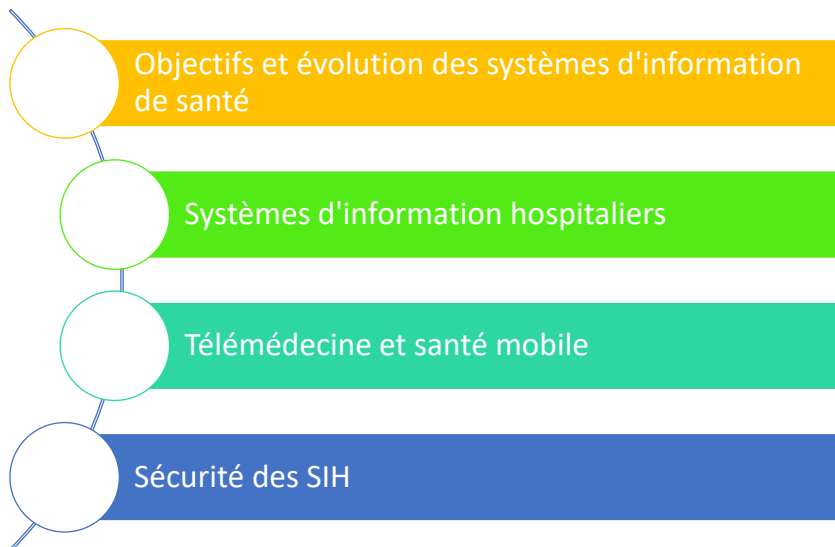 Objectifs et évolution des systèmes d'information
de santé
Systèmes d'information hospitaliers
Télémédecine et santé mobile
Sécurité des SIH